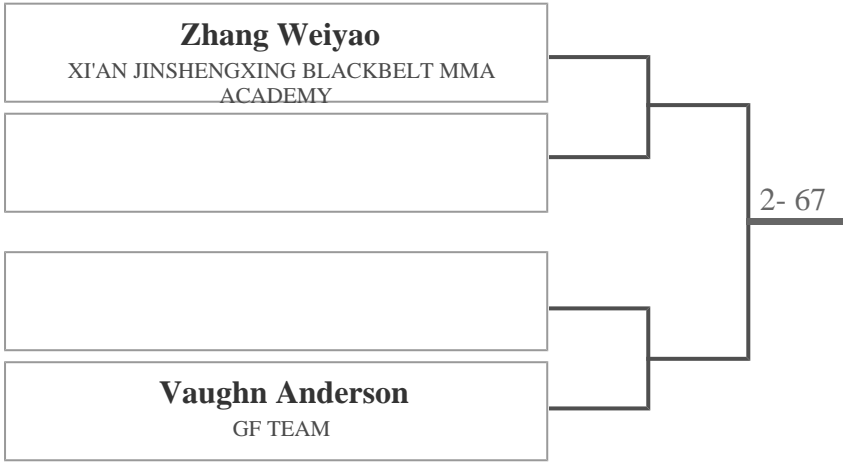 Zhang Weiyao
XI'AN JINSHENGXING BLACKBELT MMA
ACADEMY
2- 67
Vaughn Anderson
GF TEAM